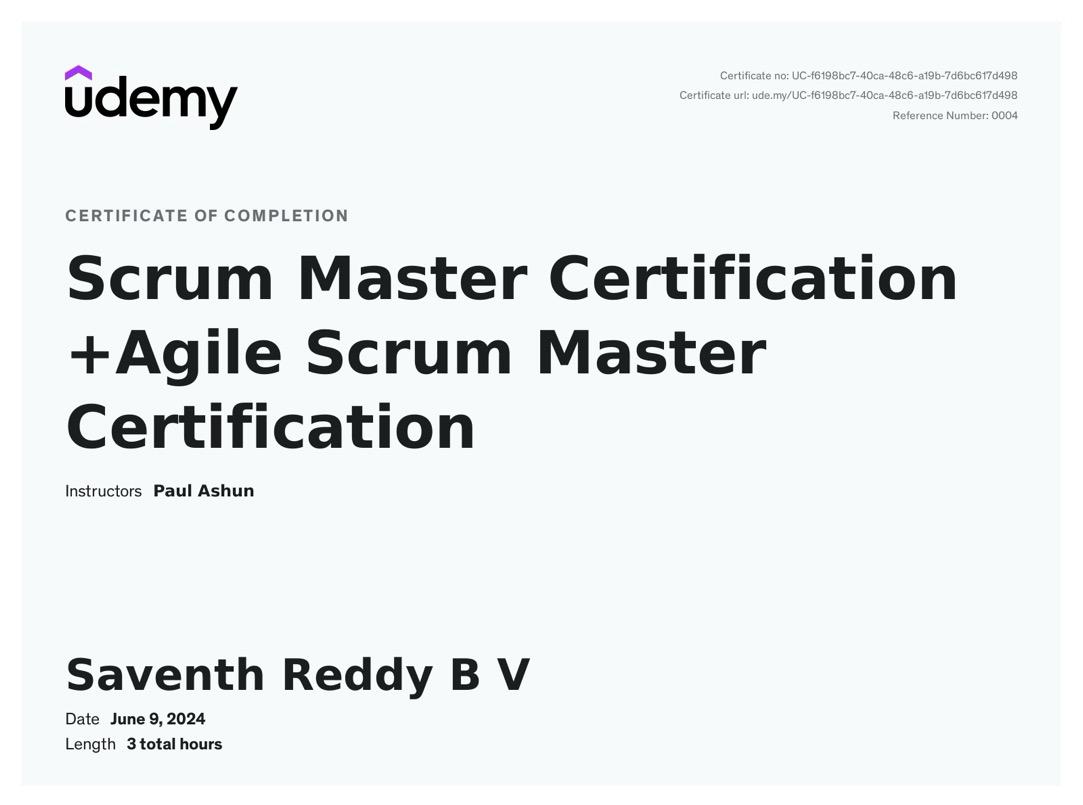 udemy
Certificate no: UC-f6198bc7-40ca-48c6-a19b-7d6bc617d498
Certificate url: ude.my/UC-f6198bc7-40ca-48c6-a19b-7d6bc617d498
Reference Number: 0004
CERTIFICATE OF COMPLETION
Scrum Master Certification
+Agile Scrum Master
Certification
Instructors Paul Ashun
Saventh Reddy B V
Date June 9, 2024
Length 3 total hours